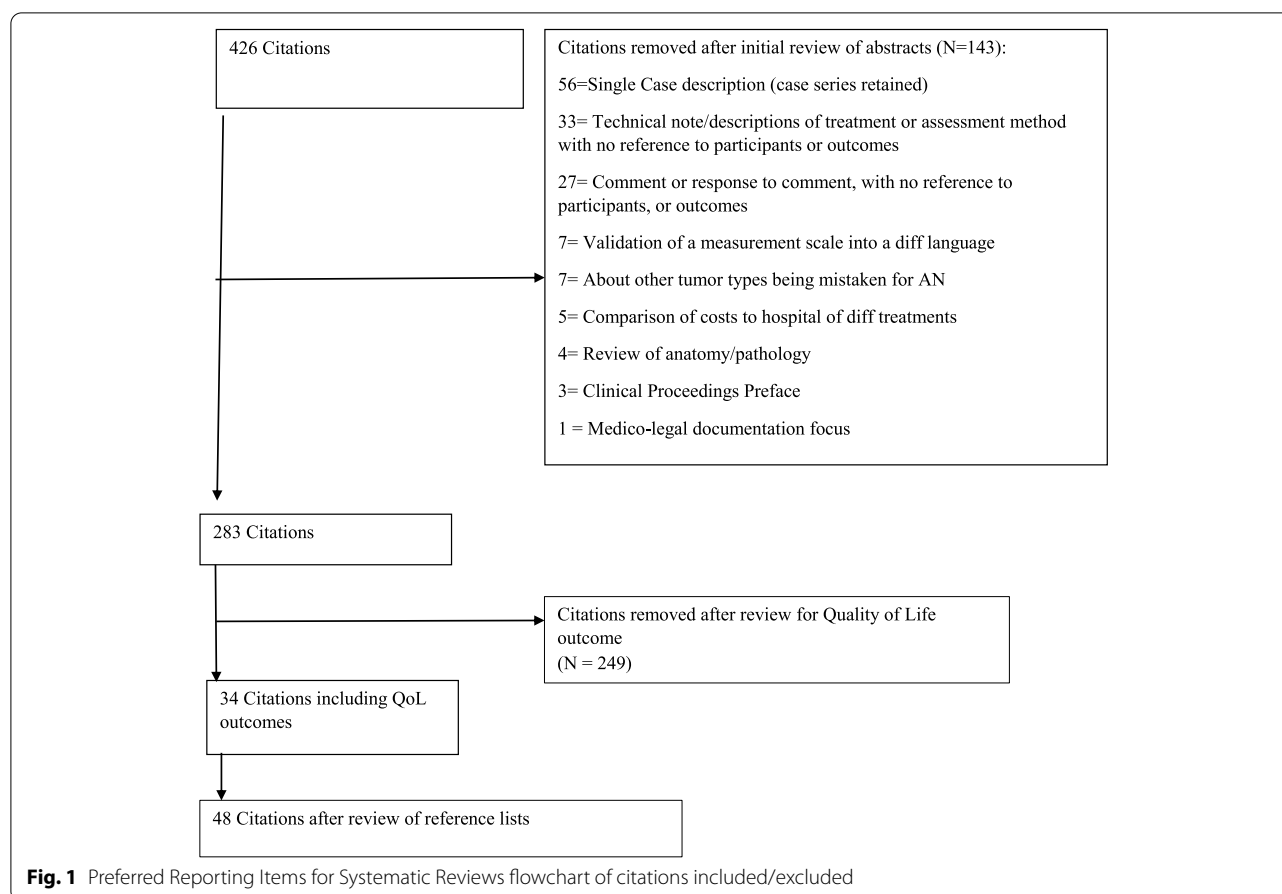 426 Citations
Citations removed after initial review of abstracts (N=143):
56=Single Case description (case series retained)
33= Technical note/descriptions of treatment or assessment method
with no reference to participants or outcomes
27= Comment or response to comment, with no reference to
participants, or outcomes
7= Validation of a measurement scale into a diff language
7= About other tumor types being mistaken for AN
5= Comparison of costs to hospital of diff treatments
4= Review of anatomy/pathology
3= Clinical Proceedings Preface
1 = Medico-legal documentation focus
283 Citations
Citations removed after review for Quality of Life
outcome
(N = 249)
34 Citations including QoL
outcomes
48 Citations after review of reference lists
Fig. 1 Preferred Reporting Items for Systematic Reviews flowchart of citations included/excluded